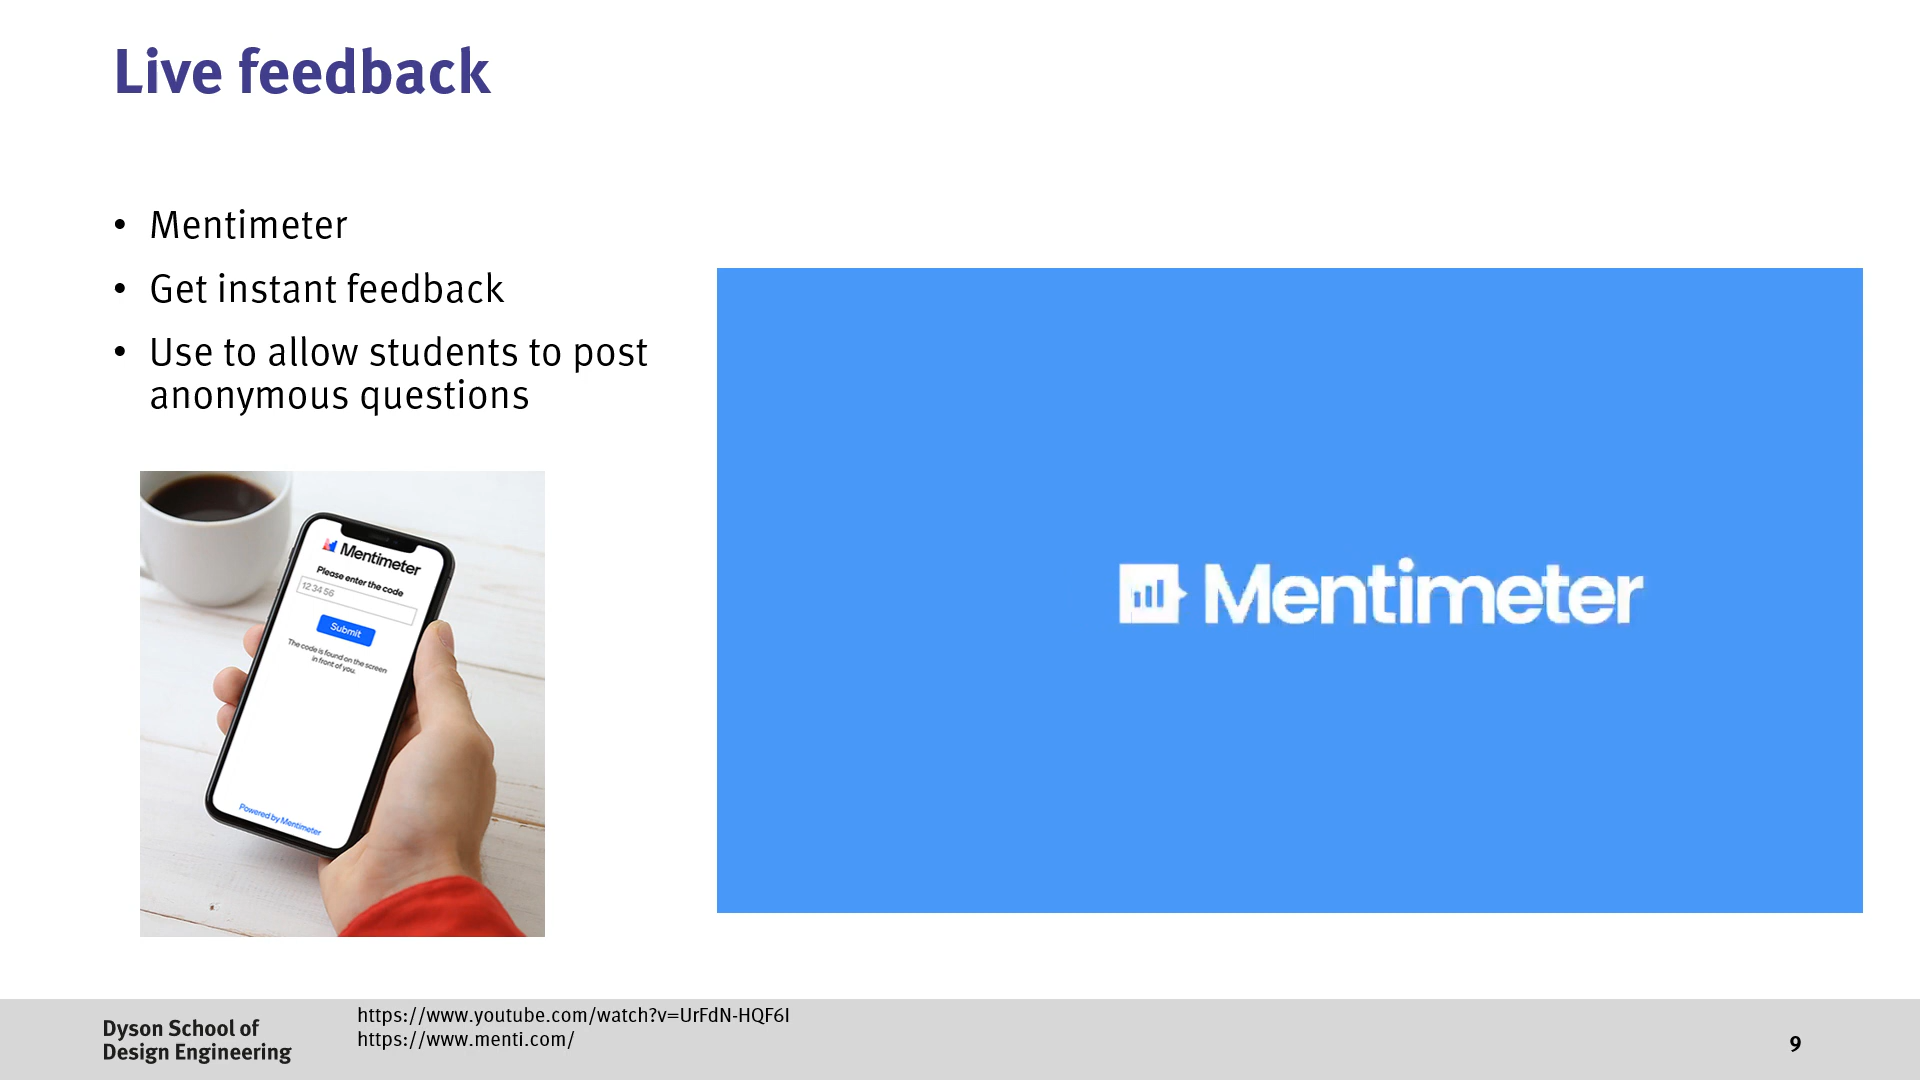 Live feedback
• Mentimeter
• Get instant feedback
• Use to allow students to post
anonymous questions
Mentimeter
Please enter the code
12 34 56
Submit
The code is found on the screen
in front of you.
Powered by Mentimeter
Mentimeter
Dyson School of
Design Engineering
https://www.youtube.com/watch?v=UrFdN-HQF6I
https://www.menti.com/
9